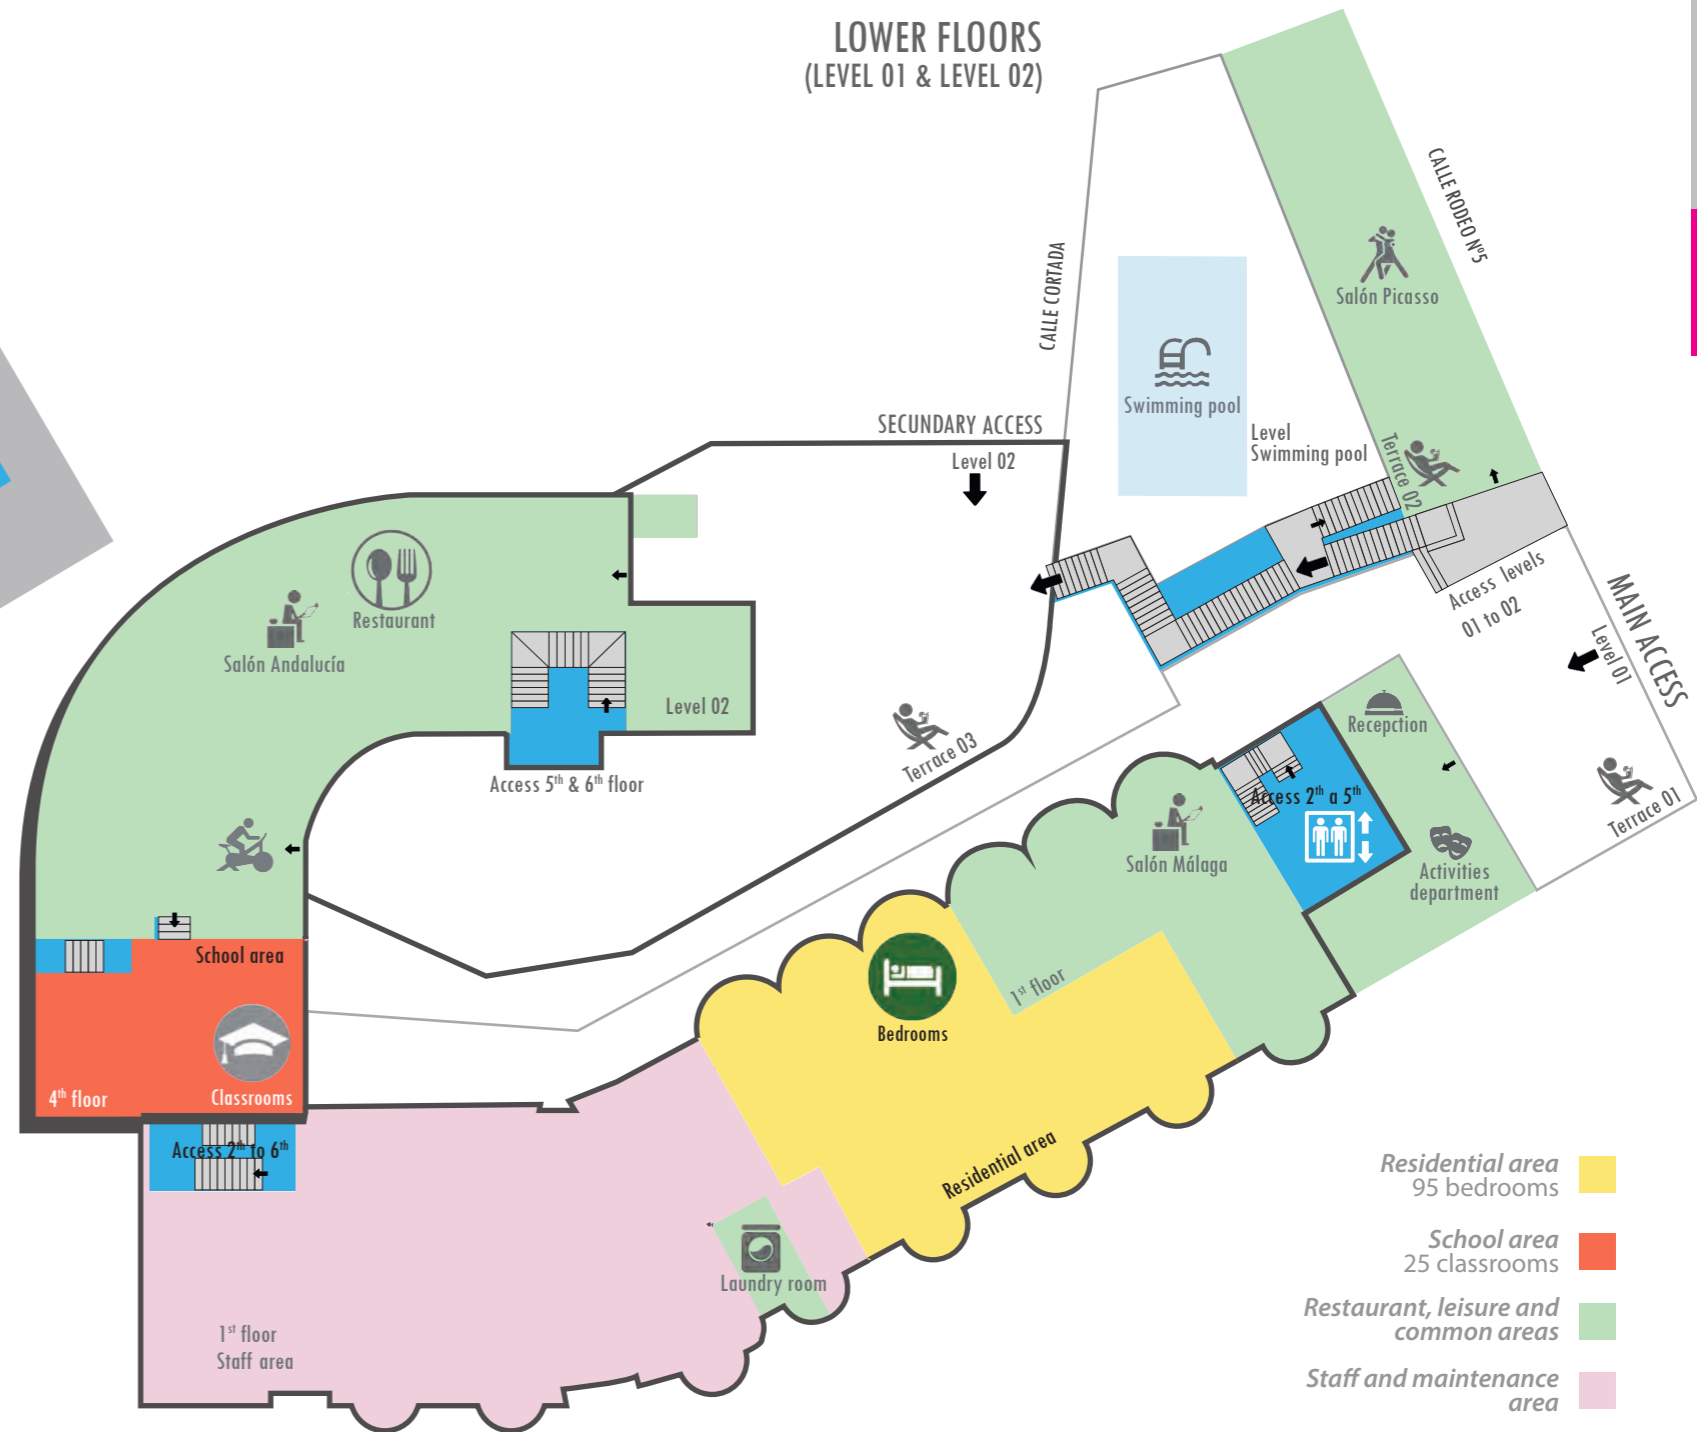 LOWER FLOORS
(LEVEL 01 & LEVEL 02)
CALLE RODEO Nº5
CALLE CORTADA
Salón Picasso
Swimming pool
Level
Swimming pool
Terrace 02
SECUNDARY ACCESS
Level 02
Access levels
01 to 02
MAIN ACCESS
Level 01
Restaurant
Salón Andalucía
Level 02
Access 5th & 6th floor
Terrace 03
Reception
Access 2th a 5th
Terrace 01
Salón Málaga
Activities
department
School area
1st floor
Bedrooms
4th floor
Classrooms
Access 2th to 6th
Residential area
Laundry room
1st floor
Staff area
Residential area
95 bedrooms
School area
25 classrooms
Restaurant, leisure and
common areas
Staff and maintenance
area